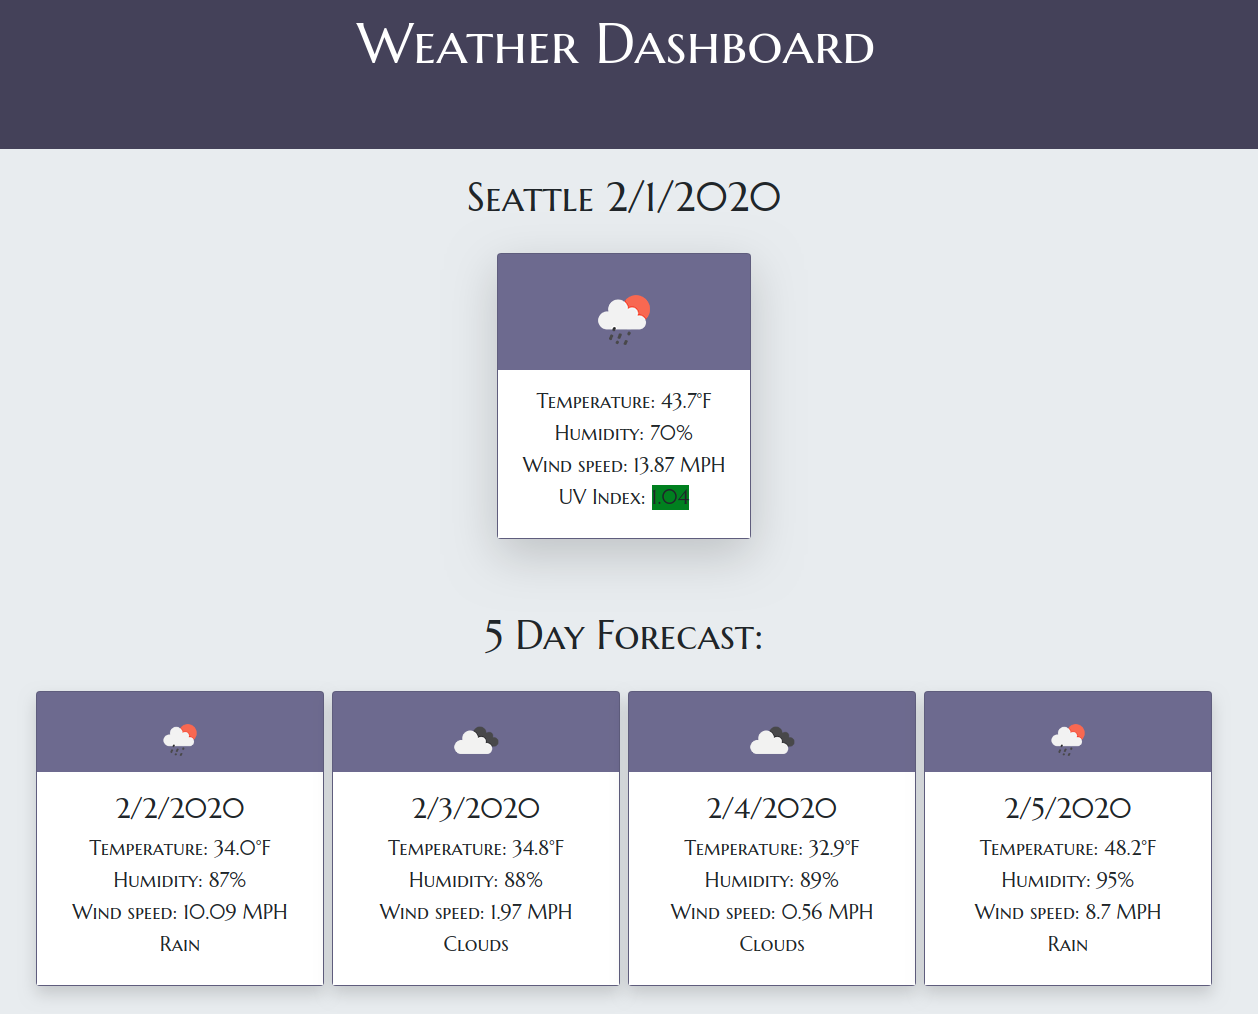 Weather Dashboard
Seattle 2/1/2020
Temperature: 43.7°F
Humidity: 70%
Wind speed: 13.87 MPH
UV Index: 1.04
5 Day Forecast:
2/2/2020
Temperature: 34.0°F
Humidity: 87%
Wind speed: 10.09 MPH
Rain
2/3/2020
Temperature: 34.8°F
Humidity: 88%
Wind speed: 1.97 MPH
Clouds
2/4/2020
Temperature: 32.9°F
Humidity: 89%
Wind speed: 0.56 MPH
Clouds
2/5/2020
Temperature: 48.2°F
Humidity: 95%
Wind speed: 8.7 MPH
Rain